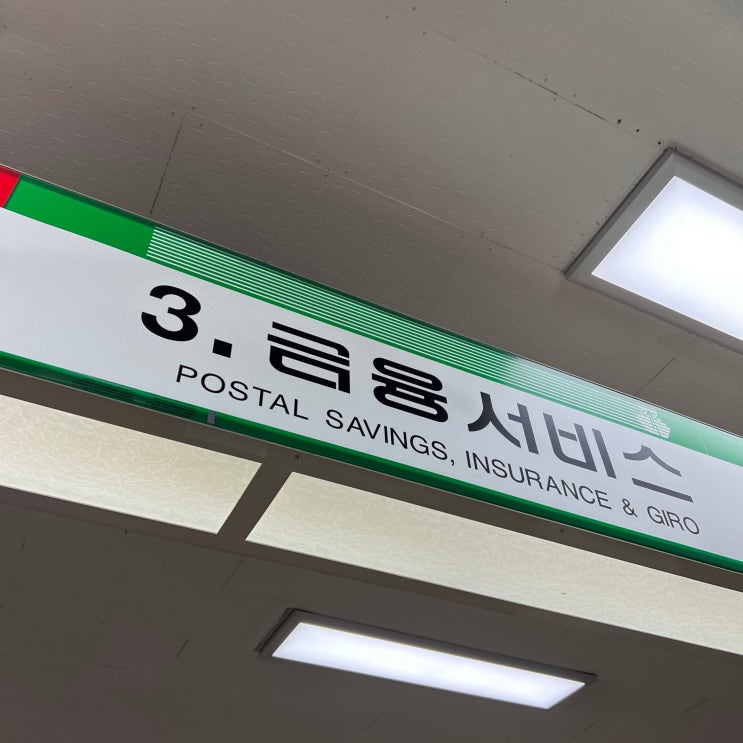 3. 금융서비스
POSTAL SAVINGS, INSURANCE & GIRO